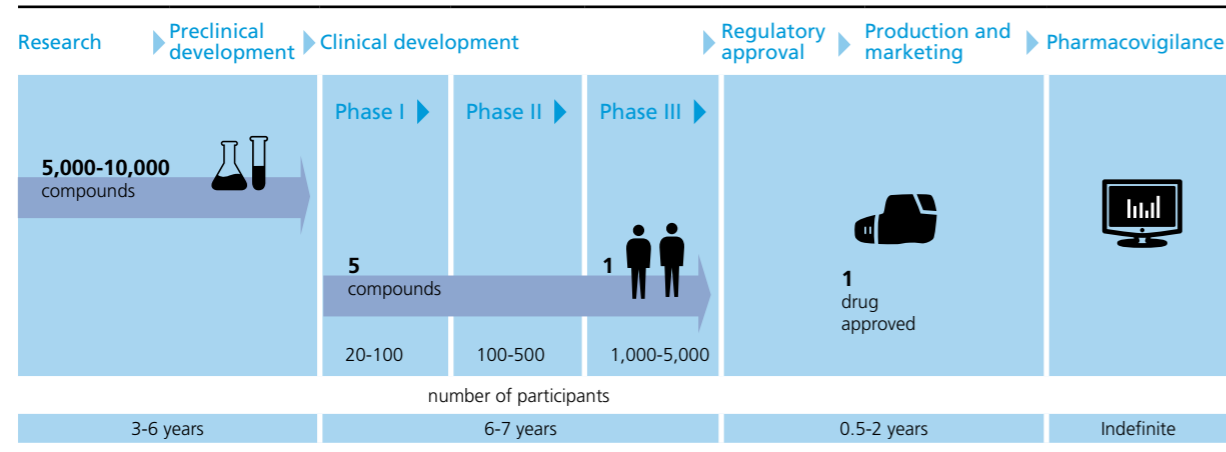 Research
Preclinical
development
Clinical development
Regulatory
approval
Production and
marketing
Pharmacovigilance
Phase I
Phase II
Phase III
5,000-10,000
compounds
5
compounds
1
1
drug
approved
20-100
100-500
1,000-5,000
number of participants
3-6 years
6-7 years
0.5-2 years
Indefinite